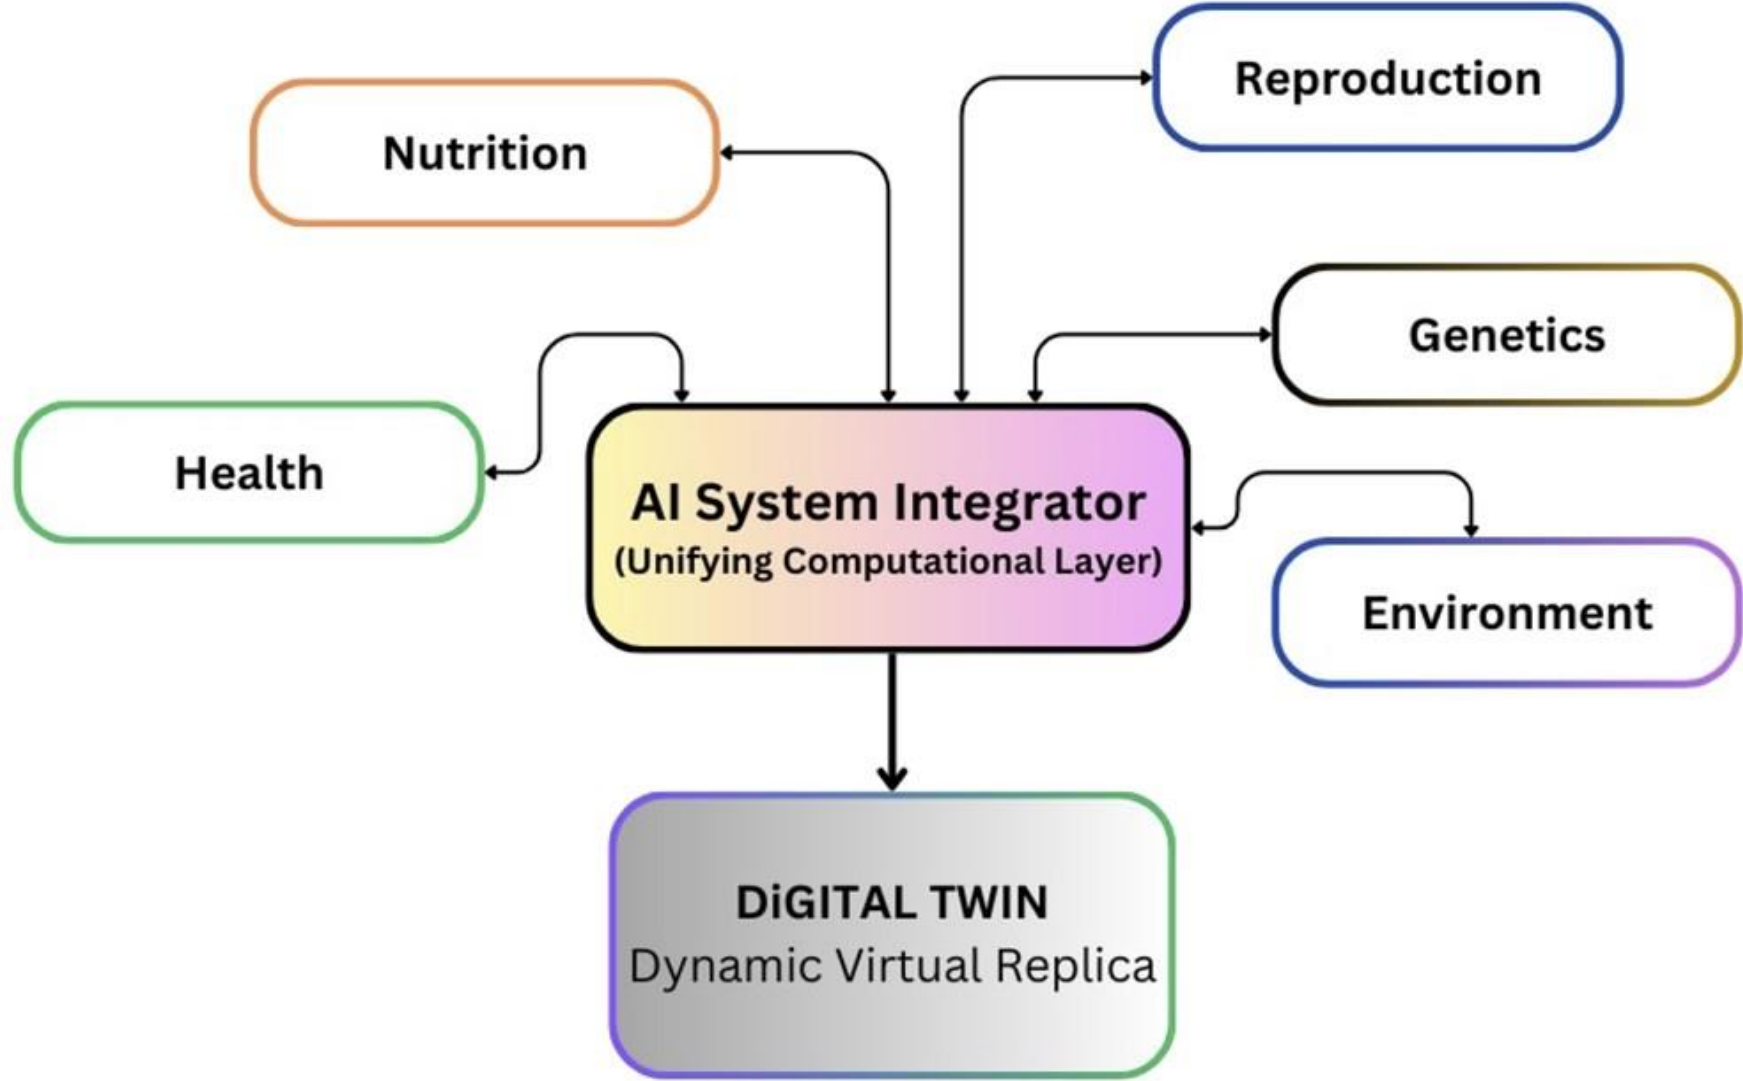 Reproduction
Nutrition
Genetics
Health
AI System Integrator
(Unifying Computational Layer)
Environment
DiGITAL TWIN
Dynamic Virtual Replica